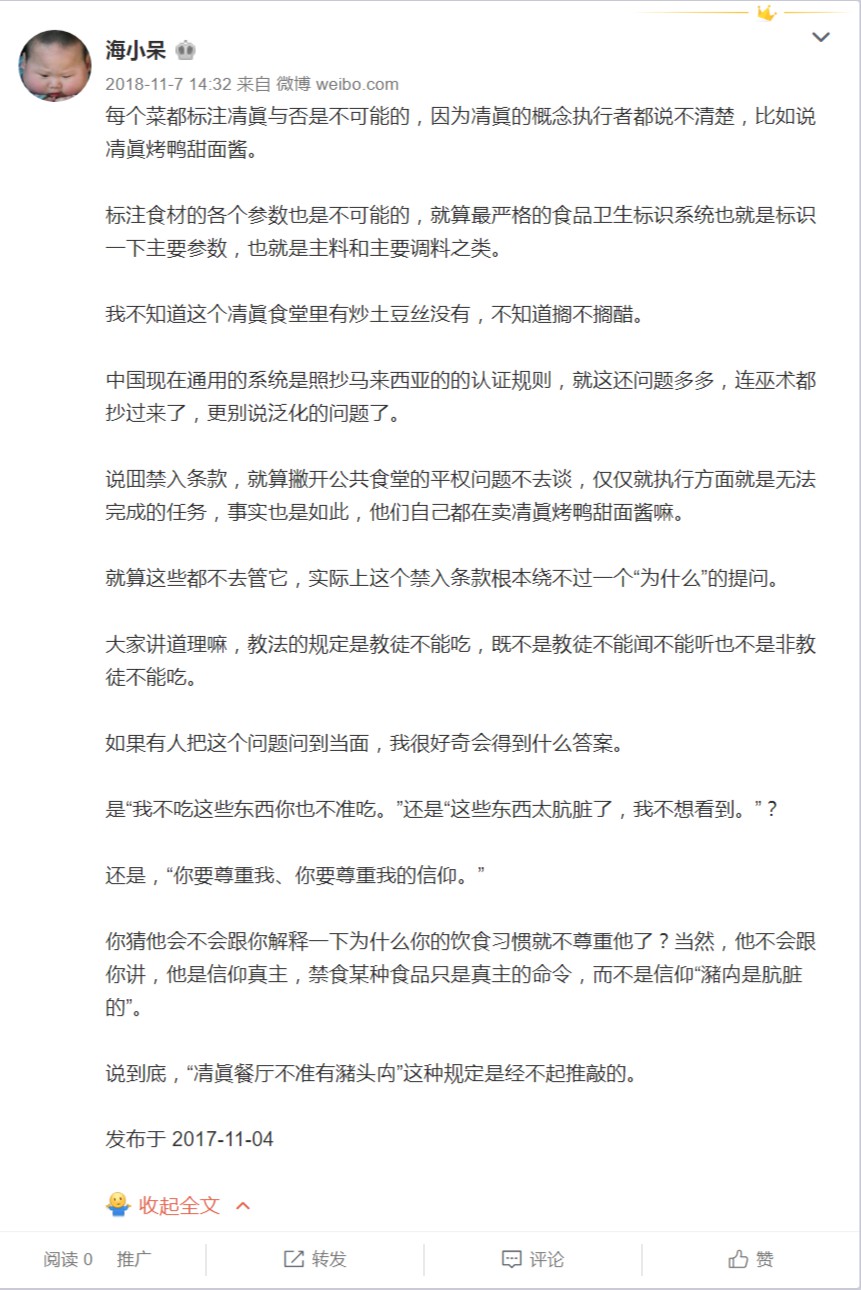 海小呆
2018-11-7 14:32 来自 微博 weibo.com
每个菜都标注凊眞与否是不可能的，因为凊眞的概念执行者都说不清楚，比如说
凊眞烤鸭甜面酱。
标注食材的各个参数也是不可能的，就算最严格的食品卫生标识系统也就是标识
一下主要参数，也就是主料和主要调料之类。
我不知道这个凊眞食堂里有炒土豆丝没有，不知道搁不搁醋。
中国现在通用的系统是照抄马来西亚的的认证规则，就这还问题多多，连巫术都
抄过来了，更别说泛化的问题了。
说囬禁入条款，就算撇开公共食堂的平权问题不去谈，仅仅就执行方面就是无法
完成的任务，事实也是如此，他们自己都在卖凊眞烤鸭甜面酱嘛。
就算这些都不去管它，实际上这个禁入条款根本绕不过一个“为什么”的提问。
大家讲道理嘛，教法的规定是教徒不能吃，既不是教徒不能闻不能听也不是非教
徒不能吃。
如果有人把这个问题问到当面，我很好奇会得到什么答案。
是“我不吃这些东西你也不准吃。”还是“这些东西太肮脏了，我不想看到。”？
还是，“你要尊重我、你要尊重我的信仰。”
你猜他会不会跟你解释一下为什么你的饮食习惯就不尊重他了？当然，他不会跟
你讲，他是信仰真主，禁食某种食品只是真主的命令，而不是信仰“豬禸是肮脏
的”。
说到底，“凊眞餐厅不准有豬头禸”这种规定是经不起推敲的。
发布于 2017-11-04
收起全文
阅读 0 推广 转发 评论 赞